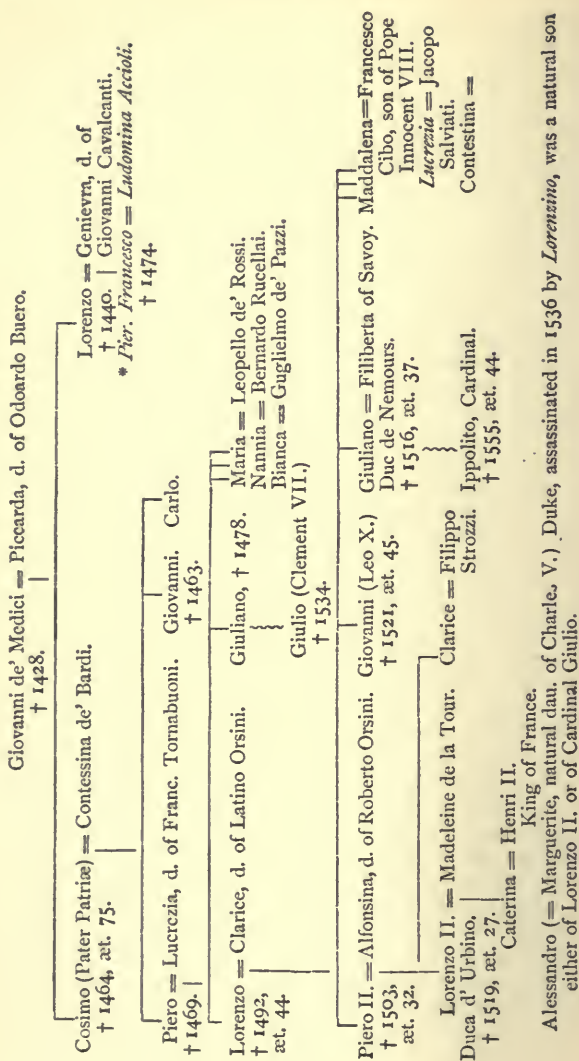 Giovanni de' Medici = Piccarda, d. of Odoardo Buero.
† 1428.
Cosimo (Pater Patriæ) = Contessina de' Bardi.
† 1464, æt. 75.
Lorenzo = Genievra, d. of
† 1440. | Giovanni Cavalcanti.
* Pier. Francesco = Ludomina Accioli.
† 1474.
Piero = Lucrezia, d. of Franc. Tornabuoni.
† 1469.
Giovanni.
† 1463.
Carlo.
Lorenzo = Clarice, d. of Latino Orsini.
† 1492,
æt. 44.
Giuliano, † 1478.
Giulio (Clement VII.)
† 1534.
Maria = Leopello de' Rossi.
Nannia = Bernardo Rucellai.
Bianca = Guglielmo de' Pazzi.
Piero II. = Alfonsina, d. of Roberto Orsini.
† 1503,
æt. 32.
Giovanni (Leo X.)
† 1521, æt. 45.
Giuliano = Filiberta of Savoy.
Duc de Nemours.
† 1516, æt. 37.
Ippolito, Cardinal.
† 1555, æt. 44.
Maddalena = Francesco
Cibo, son of Pope
Innocent VIII.
Lucrezia = Jacopo
Salviati.
Contestina =
Lorenzo II. = Madeleine de la Tour.
Duca d' Urbino.
† 1519, æt. 27.
Clarice = Filippo
Strozzi.
Caterina = Henri II.
King of France.
Alessandro (= Marguerite, natural dau. of Charle. V.) Duke, assassinated in 1536 by Lorenzino, was a natural son
either of Lorenzo II. or of Cardinal Giulio.